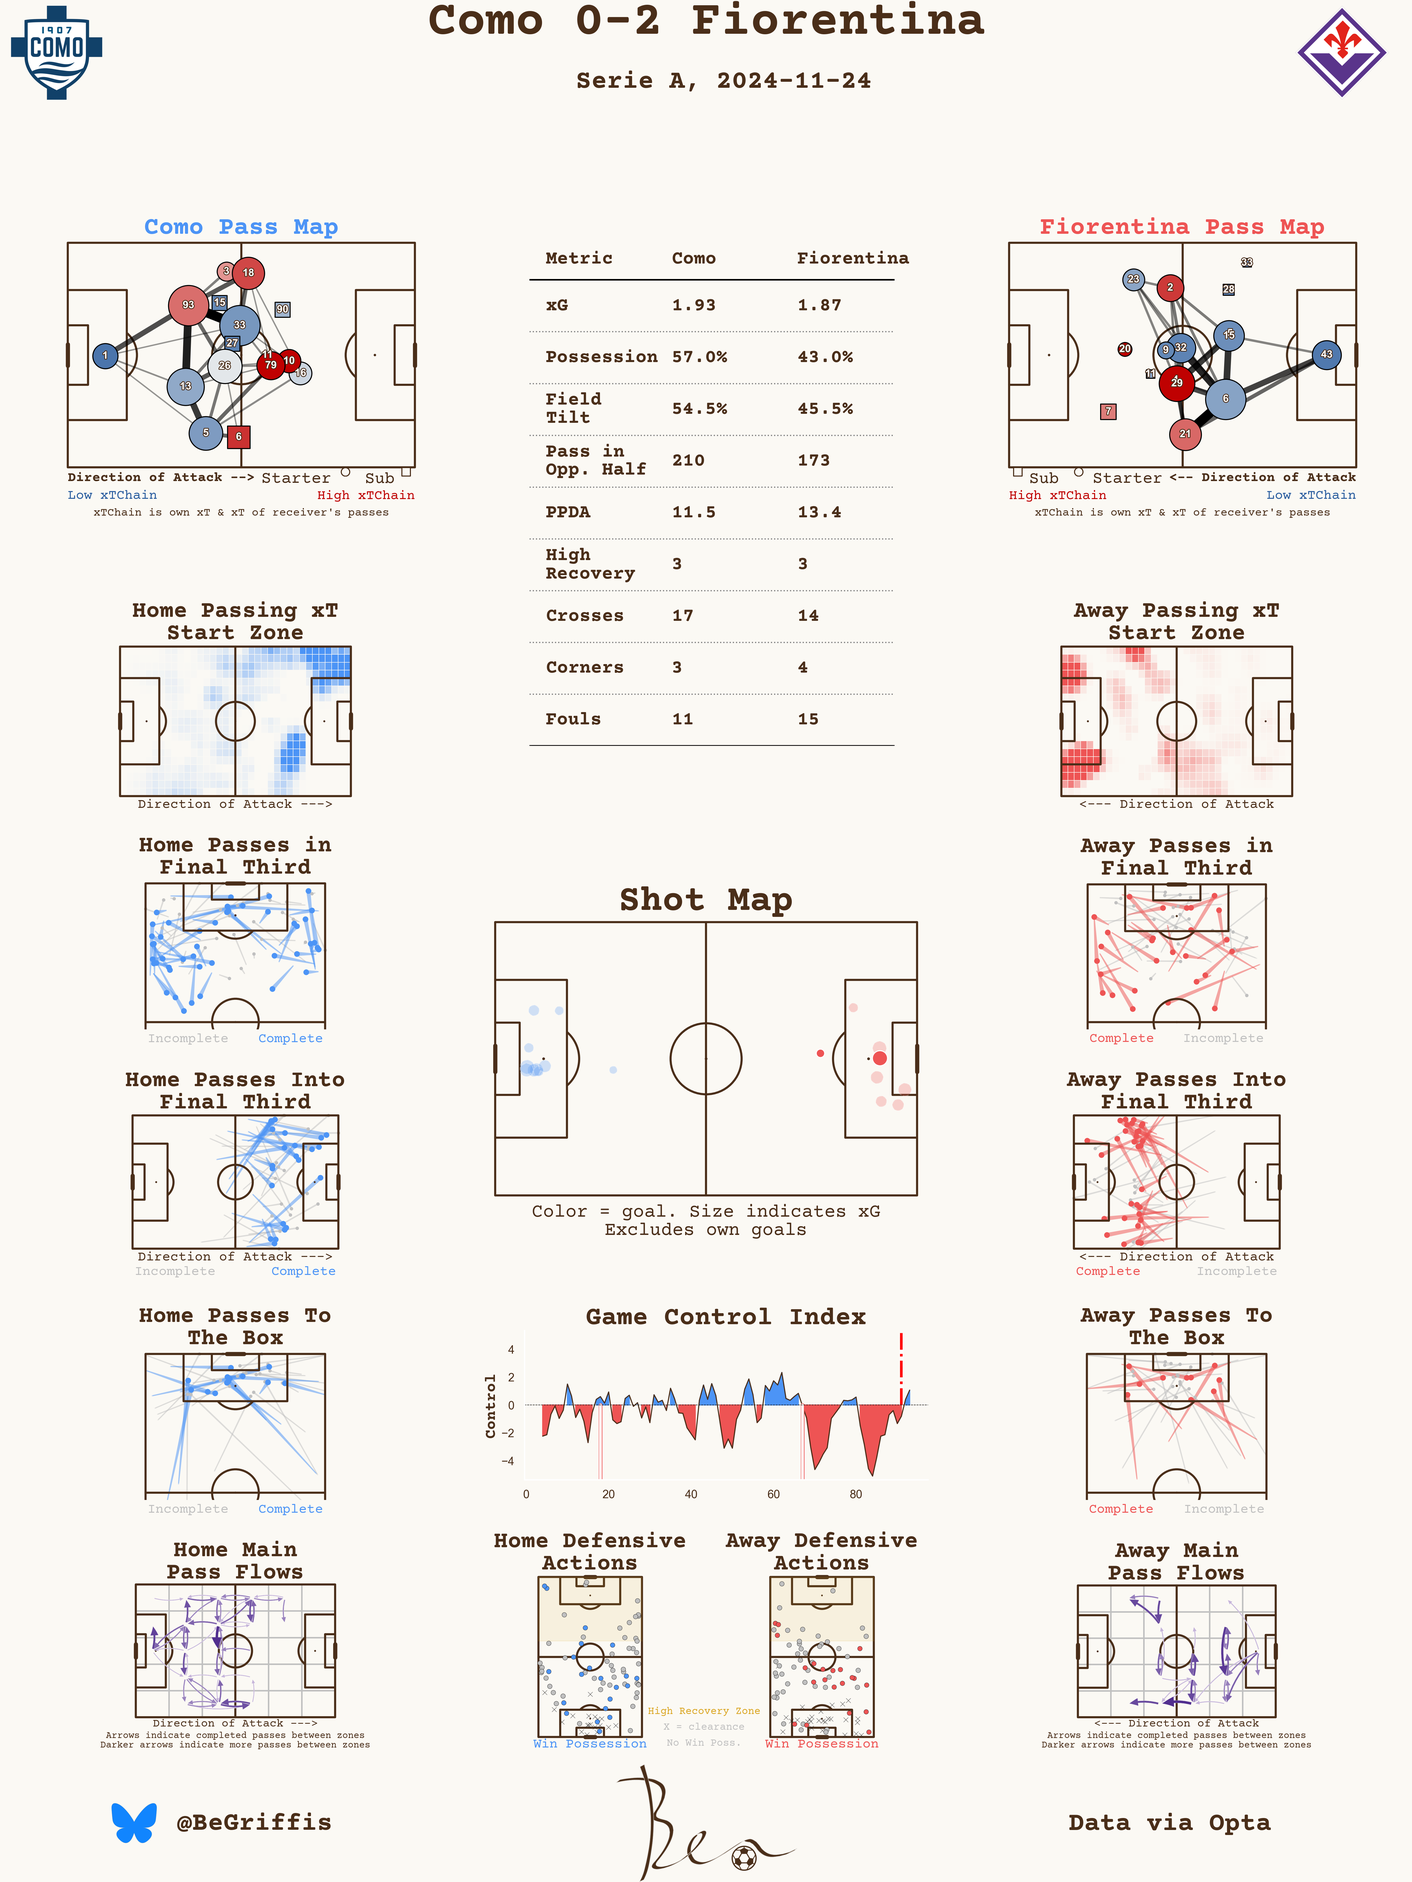 Como 0-2 Fiorentina
Serie A, 2024-11-24
1907
COMO
Como Pass Map
3
18
93
15
90
33
27
1
11
10
79
16
26
13
5
6
Direction of Attack --> Starter Sub
Low xTChain High xTChain
xTChain is own xT & xT of receiver's passes
Metric Como Fiorentina
xG 1.93 1.87
Possession 57.0% 43.0%
Field
Tilt 54.5% 45.5%
Pass in
Opp. Half 210 173
PPDA 11.5 13.4
High
Recovery 3 3
Crosses 17 14
Corners 3 4
Fouls 11 15
Fiorentina Pass Map
33
23
2
28
15
20
9
32
43
11
29
6
7
21
Sub Starter <-- Direction of Attack
High xTChain Low xTChain
xTChain is own xT & xT of receiver's passes
Home Passing xT
Start Zone
Direction of Attack --->
Away Passing xT
Start Zone
<--- Direction of Attack
Home Passes in
Final Third
Incomplete Complete
Away Passes in
Final Third
Complete Incomplete
Shot Map
Color = goal. Size indicates xG
Excludes own goals
Home Passes Into
Final Third
Direction of Attack --->
Incomplete Complete
Away Passes Into
Final Third
<--- Direction of Attack
Complete Incomplete
Home Passes To
The Box
Incomplete Complete
Game Control Index
Control
4
2
0
−2
−4
0 20 40 60 80
Away Passes To
The Box
Complete Incomplete
Home Main
Pass Flows
Direction of Attack --->
Arrows indicate completed passes between zones
Darker arrows indicate more passes between zones
Home Defensive
Actions
Win Possession
High Recovery Zone
X = clearance
No Win Poss.
Away Defensive
Actions
Win Possession
Away Main
Pass Flows
<--- Direction of Attack
Arrows indicate completed passes between zones
Darker arrows indicate more passes between zones
@BeGriffis
Ben
Data via Opta